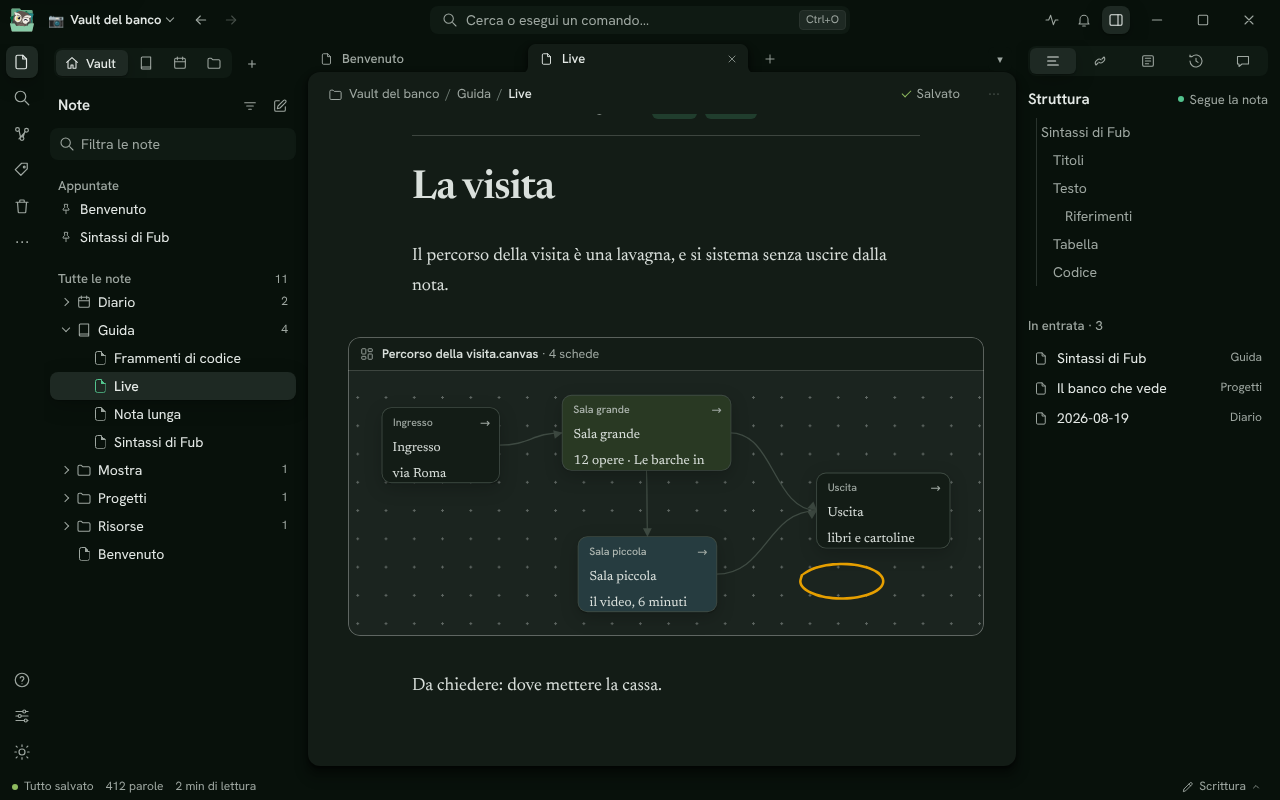 Vault del banco
Cerca o esegui un comando…
Ctrl+O
Vault
Benvenuto
Live
Note
Filtra le note
Appuntate
Benvenuto
Sintassi di Fub
Tutte le note 11
Diario 2
Guida 4
Frammenti di codice
Live
Nota lunga
Sintassi di Fub
Mostra 1
Progetti 1
Risorse 1
Benvenuto
Vault del banco / Guida / Live
Salvato
La visita
Il percorso della visita è una lavagna, e si sistema senza uscire dalla
nota.
Percorso della visita.canvas · 4 schede
Ingresso →
Ingresso
via Roma
Sala grande →
Sala grande
12 opere · Le barche in
Uscita →
Uscita
libri e cartoline
Sala piccola →
Sala piccola
il video, 6 minuti
Da chiedere: dove mettere la cassa.
Struttura
Segue la nota
Sintassi di Fub
Titoli
Testo
Riferimenti
Tabella
Codice
In entrata · 3
Sintassi di Fub Guida
Il banco che vede Progetti
2026-08-19 Diario
Tutto salvato 412 parole 2 min di lettura
Scrittura